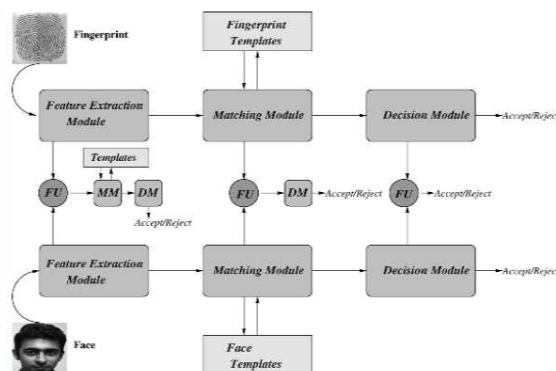 Fingerprint
Fingerprint
Templates
Feature Extraction
Module
Matching Module
Decision Module
Accept/Reject
Templates
FU
MM
DM
Accept/Reject
FU
DM
Accept/Reject
FU
Accept/Reject
Feature Extraction
Module
Matching Module
Decision Module
Accept/Reject
Face
Face
Templates